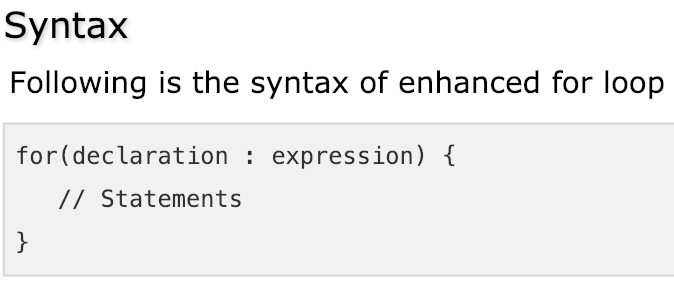 Syntax
Following is the syntax of enhanced for loop
for(declaration : expression) {
   // Statements
}